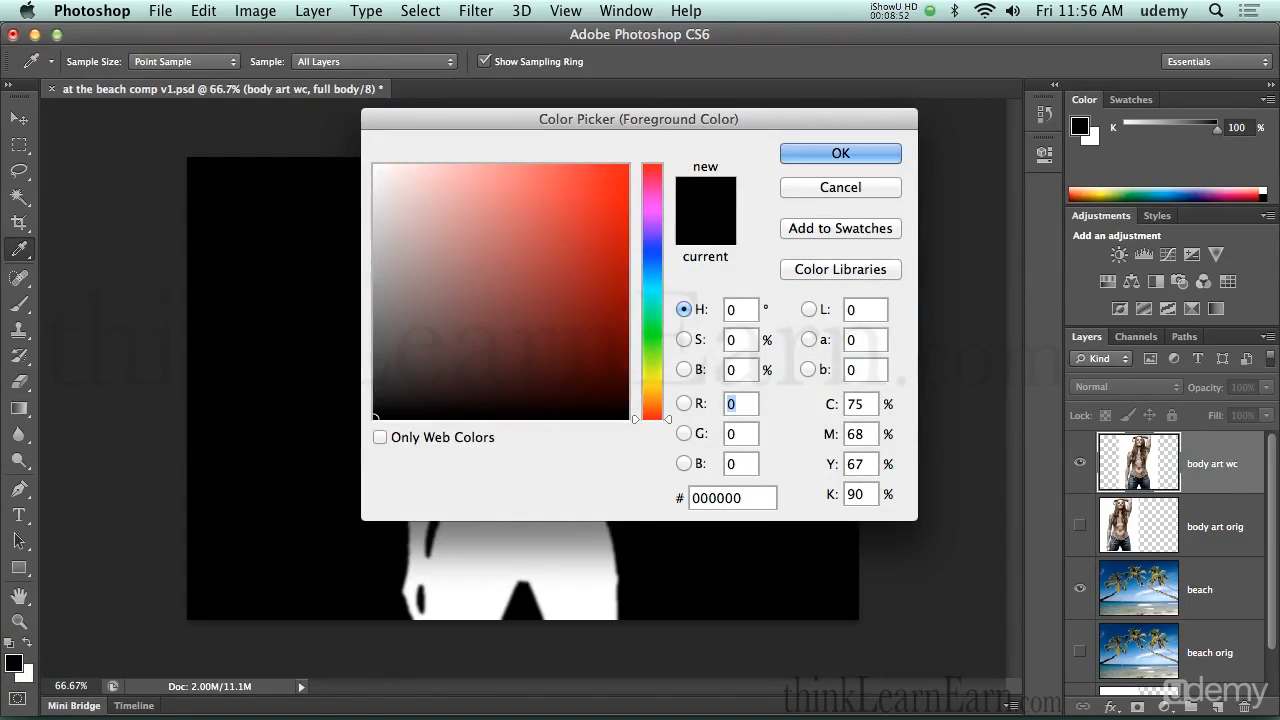 Photoshop File Edit Image Layer Type Select Filter 3D View Window Help iShowU HD 00:08:52 Fri 11:56 AM udemy
Adobe Photoshop CS6
Sample Size: Point Sample Sample: All Layers Show Sampling Ring Essentials
at the beach comp v1.psd @ 66.7% (body art wc, full body/8) *
Color Picker (Foreground Color)
new
current
OK
Cancel
Add to Swatches
Color Libraries
H: 0 ° L: 0
S: 0 % a: 0
B: 0 % b: 0
R: 0 C: 75 %
G: 0 M: 68 %
B: 0 Y: 67 %
# 000000 K: 90 %
Only Web Colors
Color Swatches
K 100 %
Adjustments Styles
Add an adjustment
Layers Channels Paths
Kind
Normal Opacity: 100%
Lock: Fill: 100%
body art wc
body art orig
beach
beach orig
66.67% Doc: 2.00M/11.1M
Mini Bridge Timeline
thinkLearnEarn.com
thinkLearnEarn.com
udemy